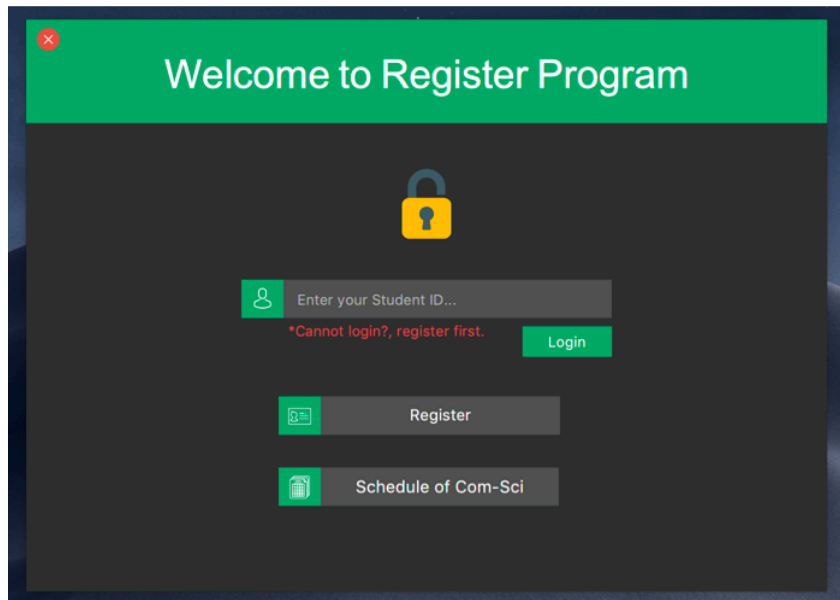 Welcome to Register Program
Enter your Student ID...
*Cannot login?, register first.
Login
Register
Schedule of Com-Sci